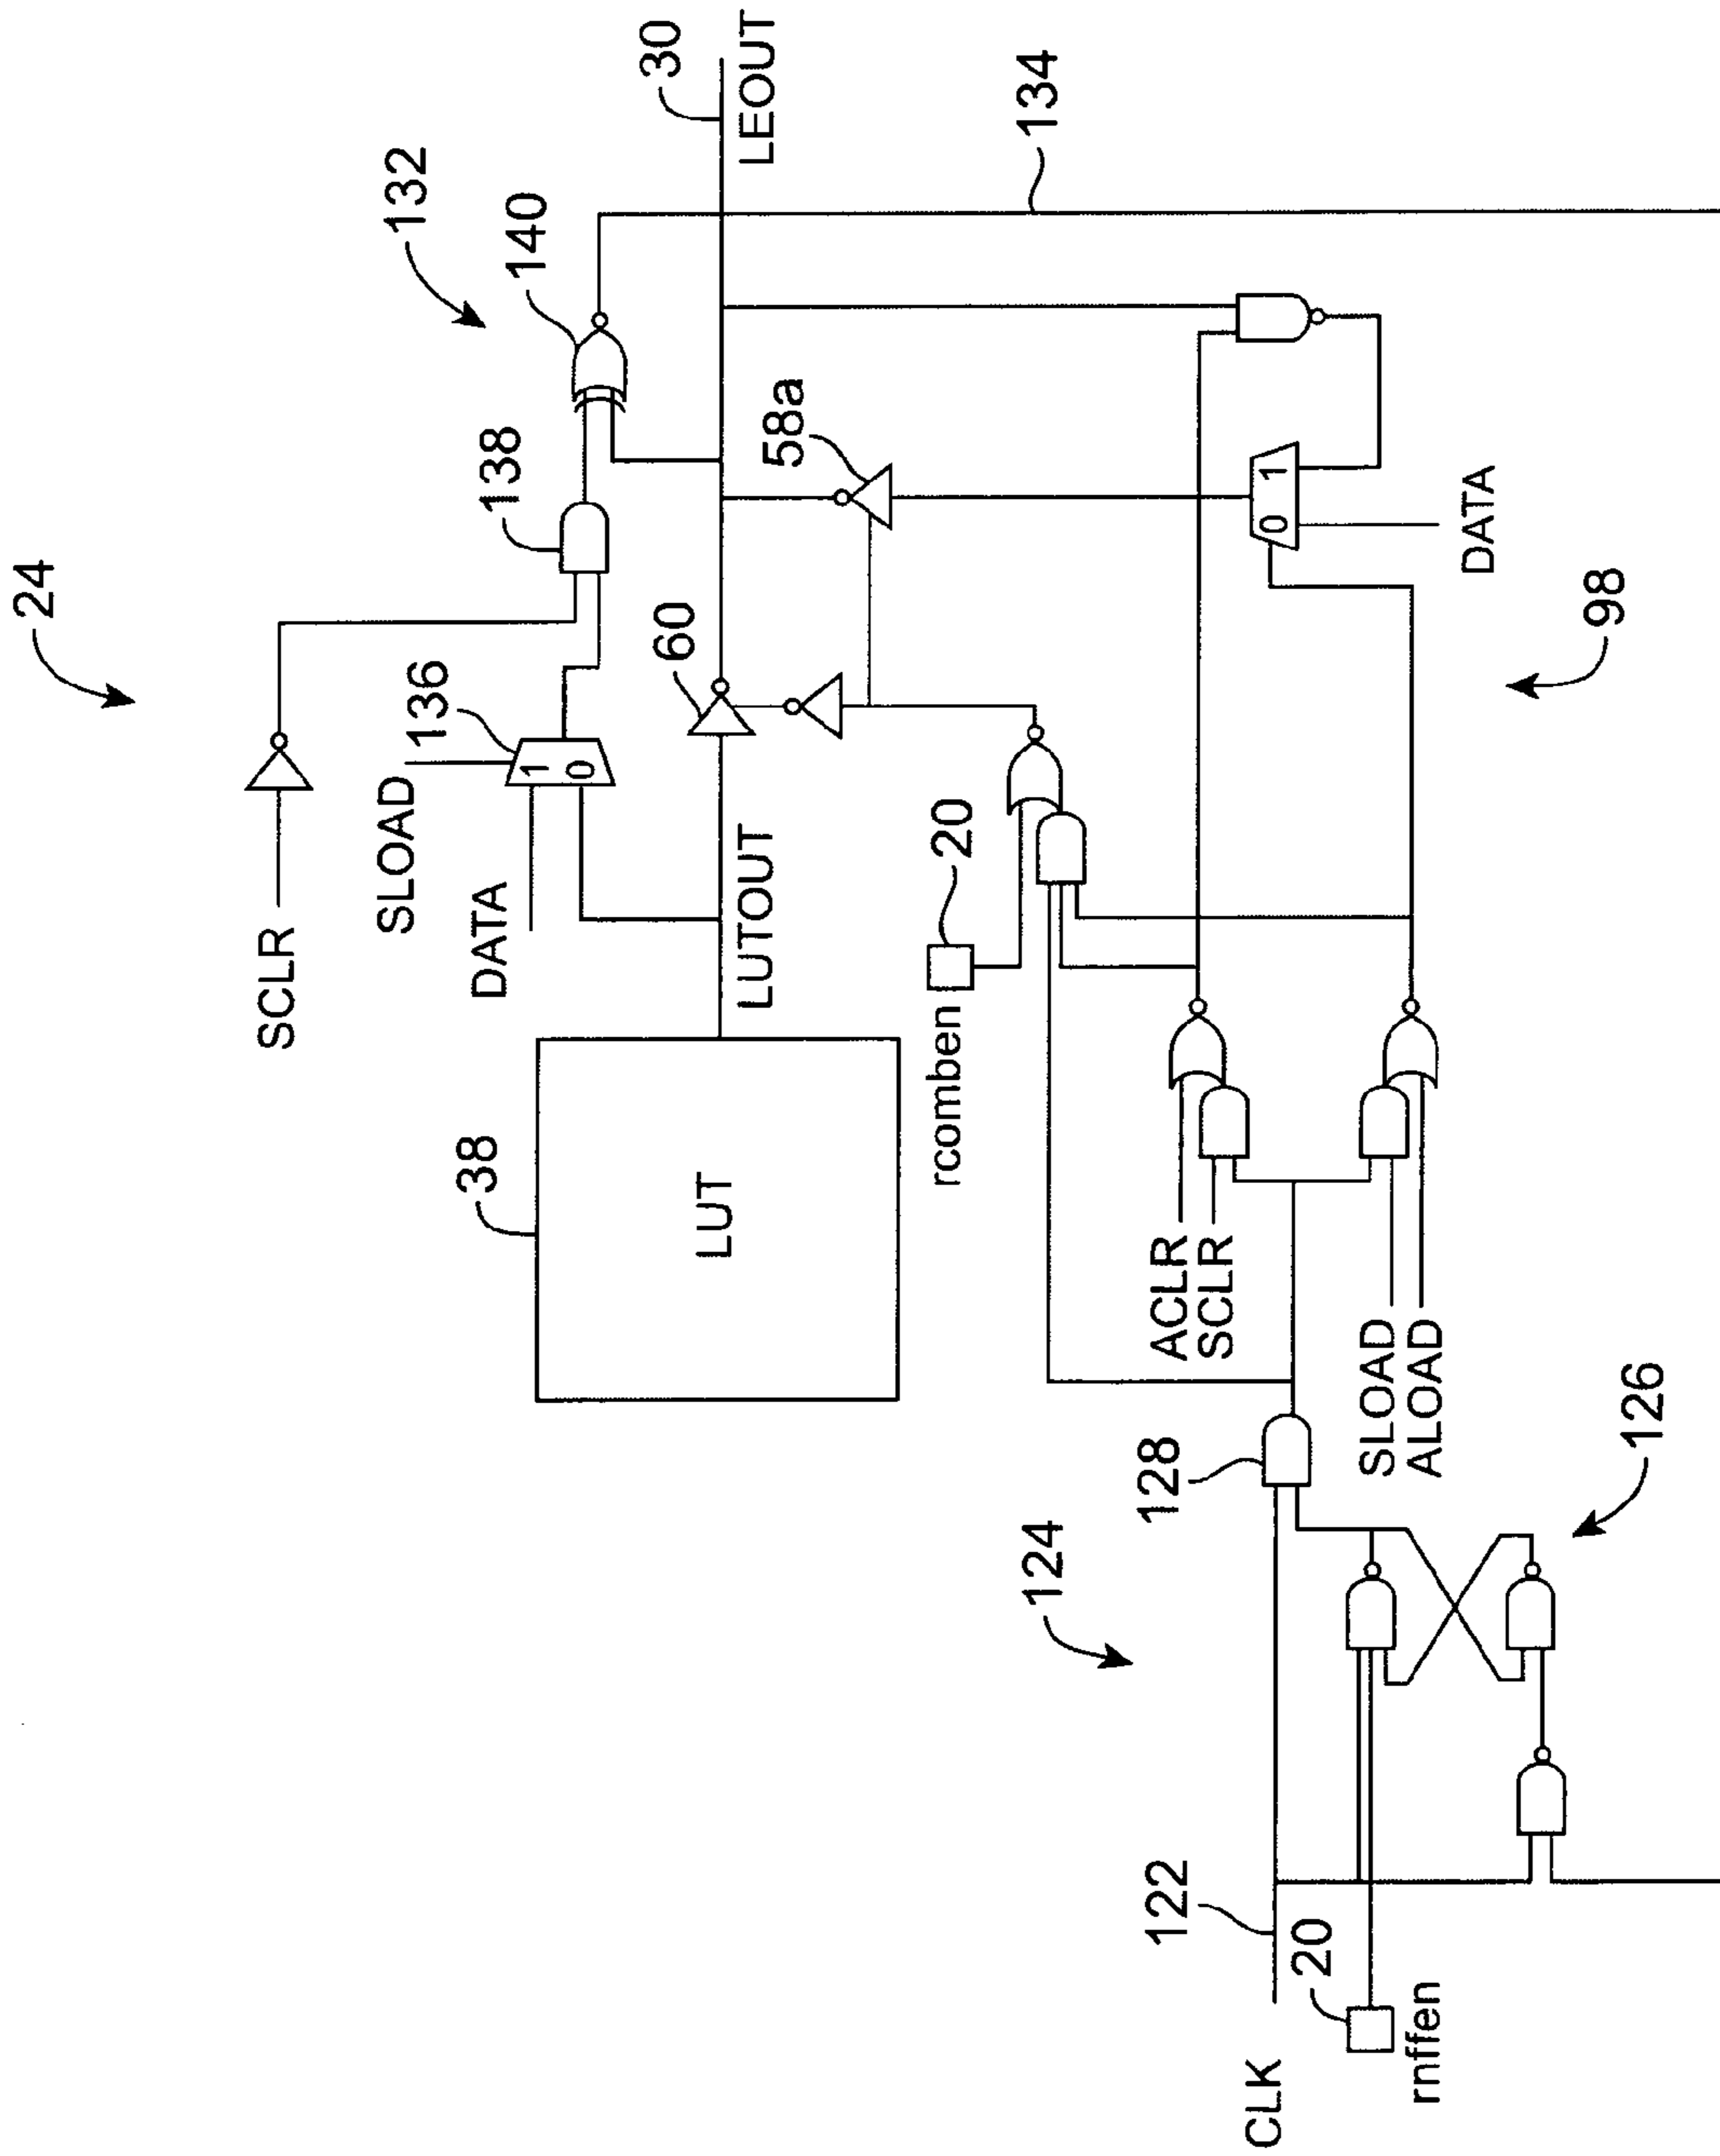 24
SCLR
SLOAD
136
DATA
138
132
140
38
LUT
LUTOUT
60
58a
30
LEOUT
134
rcomben
20
ACLR
SCLR
SLOAD
ALOAD
1
0
0
1
DATA
98
124
128
126
122
CLK
20
rnffen